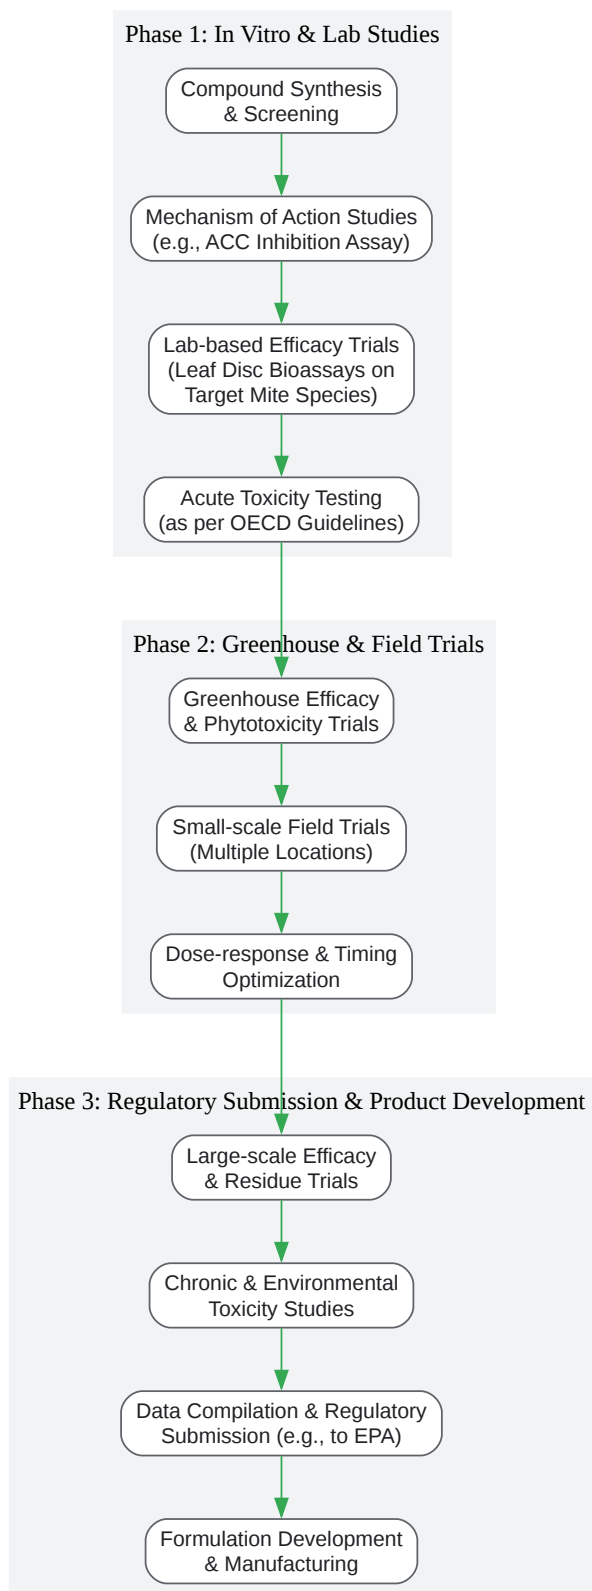 Phase 1: In Vitro & Lab Studies
Compound Synthesis
& Screening
Mechanism of Action Studies
(e.g., ACC Inhibition Assay)
Lab-based Efficacy Trials
(Leaf Disc Bioassays on
Target Mite Species)
Acute Toxicity Testing
(as per OECD Guidelines)
Phase 2: Greenhouse & Field Trials
Greenhouse Efficacy
& Phytotoxicity Trials
Small-scale Field Trials
(Multiple Locations)
Dose-response & Timing
Optimization
Phase 3: Regulatory Submission & Product Development
Large-scale Efficacy
& Residue Trials
Chronic & Environmental
Toxicity Studies
Data Compilation & Regulatory
Submission (e.g., to EPA)
Formulation Development
& Manufacturing